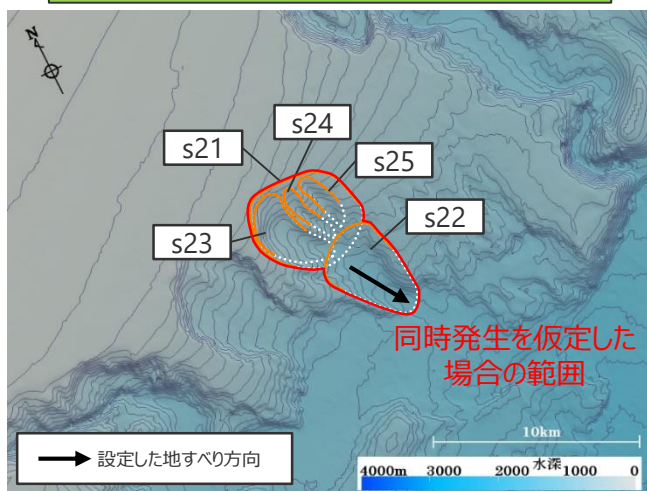 N
s24
s21
s25
s22
s23
同時発生を仮定した
場合の範囲
10km
設定した地すべり方向
水深
4000m 3000 2000 1000 0